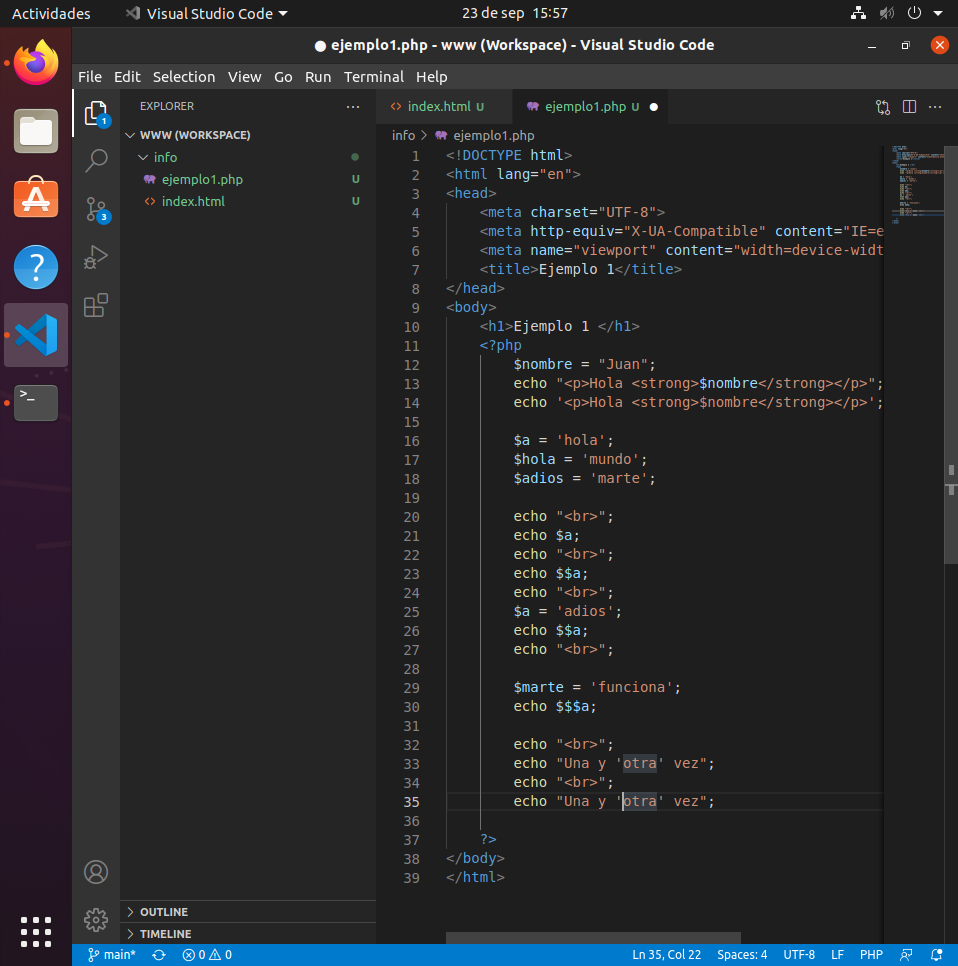 Actividades
Visual Studio Code
23 de sep 15:57
ejemplo1.php - www (Workspace) - Visual Studio Code
File Edit Selection View Go Run Terminal Help
EXPLORER
WWW (WORKSPACE)
info
ejemplo1.php U
index.html U
OUTLINE
TIMELINE
1
3
index.html U
ejemplo1.php U
info > ejemplo1.php
1 <!DOCTYPE html>
2 <html lang="en">
3 <head>
4 <meta charset="UTF-8">
5 <meta http-equiv="X-UA-Compatible" content="IE=e
6 <meta name="viewport" content="width=device-widt
7 <title>Ejemplo 1</title>
8 </head>
9 <body>
10 <h1>Ejemplo 1 </h1>
11 <?php
12 $nombre = "Juan";
13 echo "<p>Hola <strong>$nombre</strong></p>";
14 echo '<p>Hola <strong>$nombre</strong></p>';
15
16 $a = 'hola';
17 $hola = 'mundo';
18 $adios = 'marte';
19
20 echo "<br>";
21 echo $a;
22 echo "<br>";
23 echo $$a;
24 echo "<br>";
25 $a = 'adios';
26 echo $$a;
27 echo "<br>";
28
29 $marte = 'funciona';
30 echo $$$a;
31
32 echo "<br>";
33 echo "Una y 'otra' vez";
34 echo "<br>";
35 echo "Una y 'otra' vez";
36
37 ?>
38 </body>
39 </html>
main* 0 0 Ln 35, Col 22 Spaces: 4 UTF-8 LF PHP